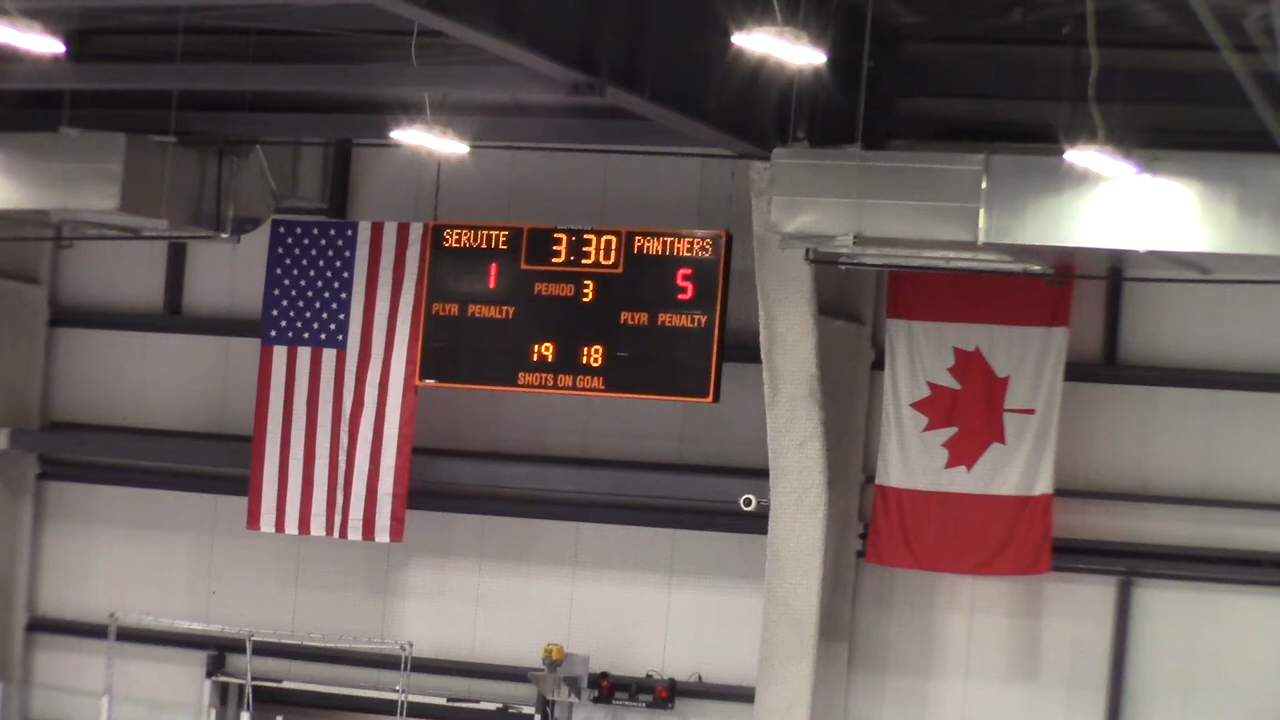 SERVITE 3:30 PANTHERS
1 PERIOD 3 5
PLYR PENALTY PLYR PENALTY
19 18
SHOTS ON GOAL